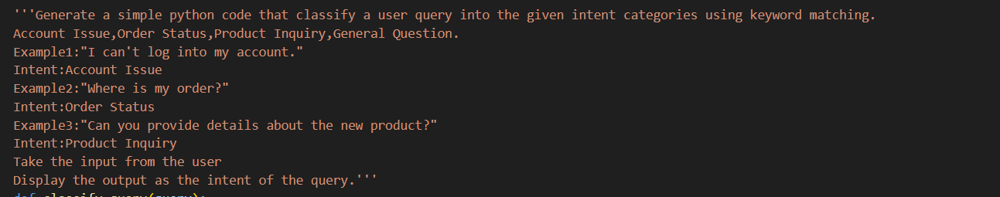 '''Generate a simple python code that classify a user query into the given intent categories using keyword matching.
Account Issue,Order Status,Product Inquiry,General Question.
Example1:"I can't log into my account."
Intent:Account Issue
Example2:"Where is my order?"
Intent:Order Status
Example3:"Can you provide details about the new product?"
Intent:Product Inquiry
Take the input from the user
Display the output as the intent of the query.'''
def classify_query(query):